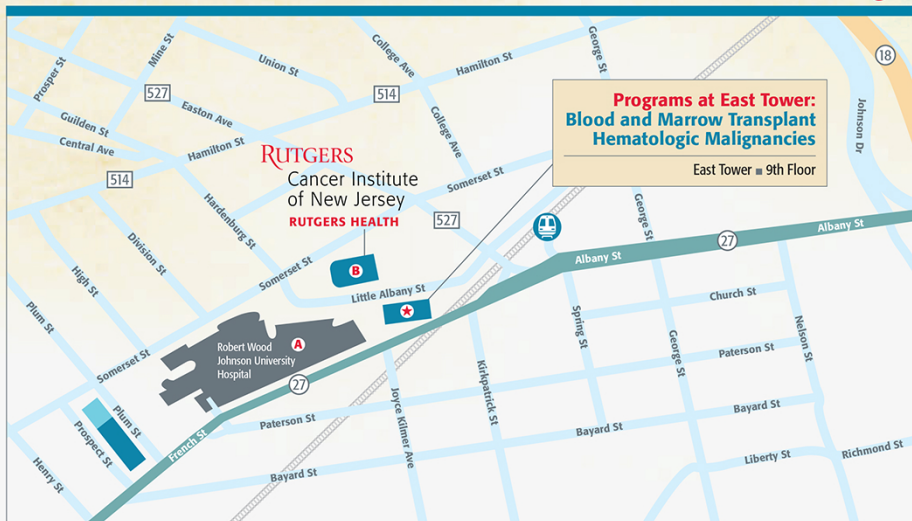 Prosper St
Mine St
527
Union St
College Ave
Hamilton St
George St
18
514
Guilden St
Easton Ave
Central Ave
Hamilton St
College Ave
514
Programs at East Tower:
Blood and Marrow Transplant
Hematologic Malignancies
East Tower ■ 9th Floor
Johnson Dr
RUTGERS
Cancer Institute
of New Jersey
RUTGERS HEALTH
Somerset St
527
George St
Hardenburg St
Division St
High St
Plum St
Somerset St
B
Little Albany St
Albany St
27
Albany St
Church St
Spring St
George St
Nelson St
Paterson St
Robert Wood
Johnson University
Hospital
A
27
Somerset St
Plum St
Prospect St
Henry St
French St
Paterson St
Joyce Kilmer Ave
Kirkpatrick St
Bayard St
Bayard St
Bayard St
Liberty St
Richmond St